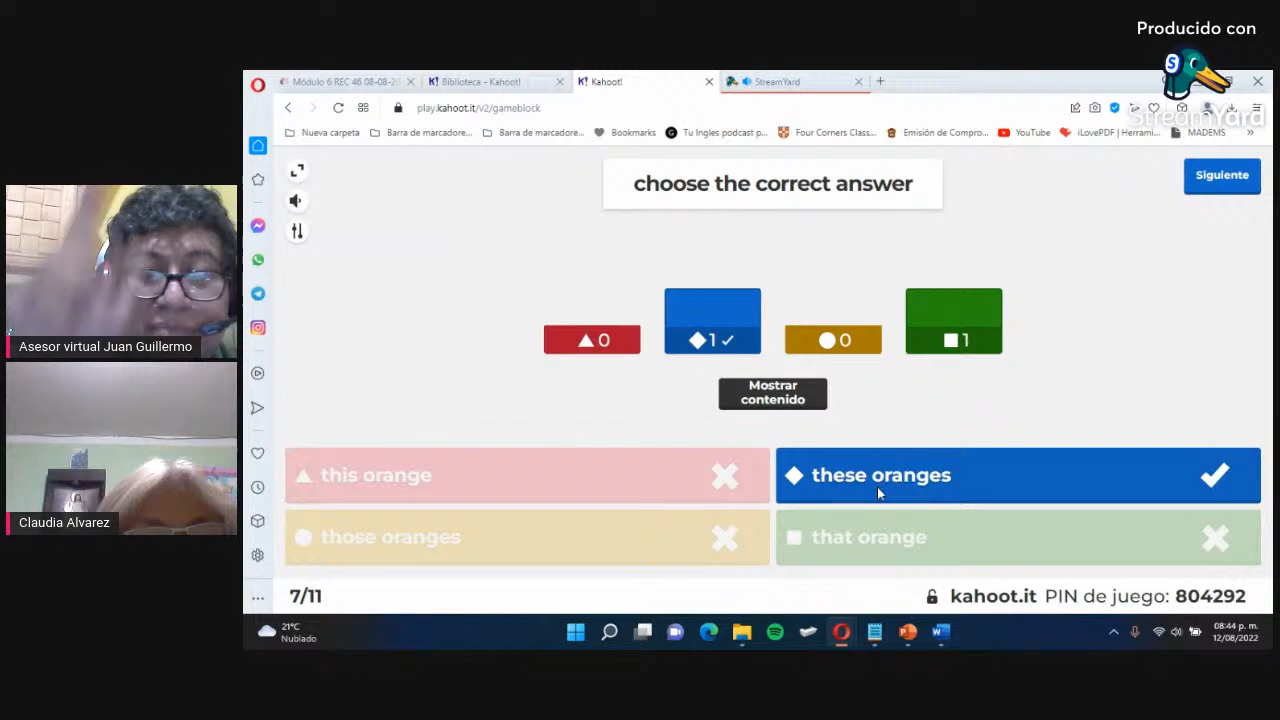 Producido con
StreamYard
Módulo 6 REC 46 08-08-20
K! Biblioteca - Kahoot!
K! Kahoot!
StreamYard
play.kahoot.it/v2/gameblock
Nueva carpeta
Barra de marcadore...
Barra de marcadore...
Bookmarks
Tu Ingles podcast p...
Four Corners Class...
Emisión de Compro...
YouTube
iLovePDF | Herrami...
MADEMS
choose the correct answer
Siguiente
0
1
0
1
Mostrar
contenido
Asesor virtual Juan Guillermo
Claudia Alvarez
this orange
these oranges
those oranges
that orange
7/11
kahoot.it PIN de juego: 804292
21°C
Nublado
08:44 p. m.
12/08/2022